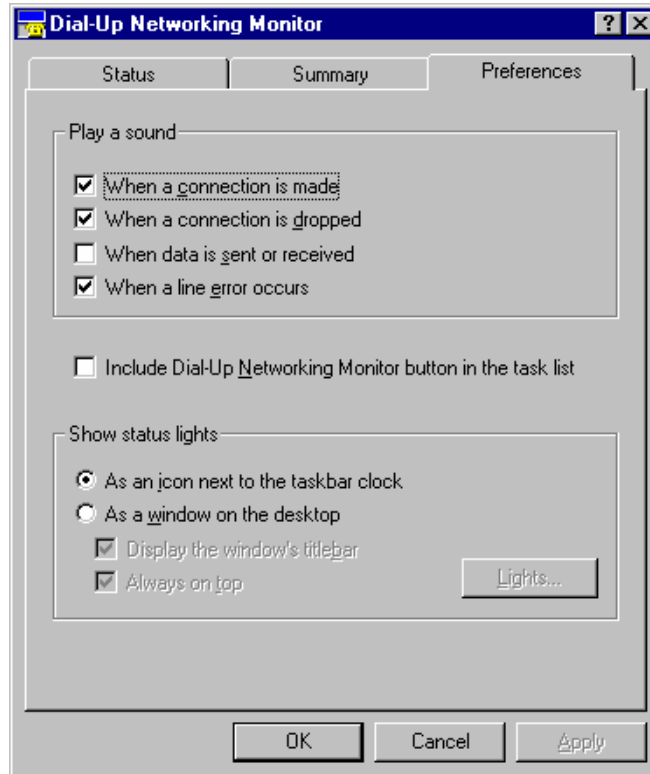 Dial-Up Networking Monitor
Status Summary Preferences
Play a sound
When a connection is made
When a connection is dropped
When data is sent or received
When a line error occurs
Include Dial-Up Networking Monitor button in the task list
Show status lights
As an icon next to the taskbar clock
As a window on the desktop
Display the window's titlebar
Always on top
Lights...
OK Cancel Apply